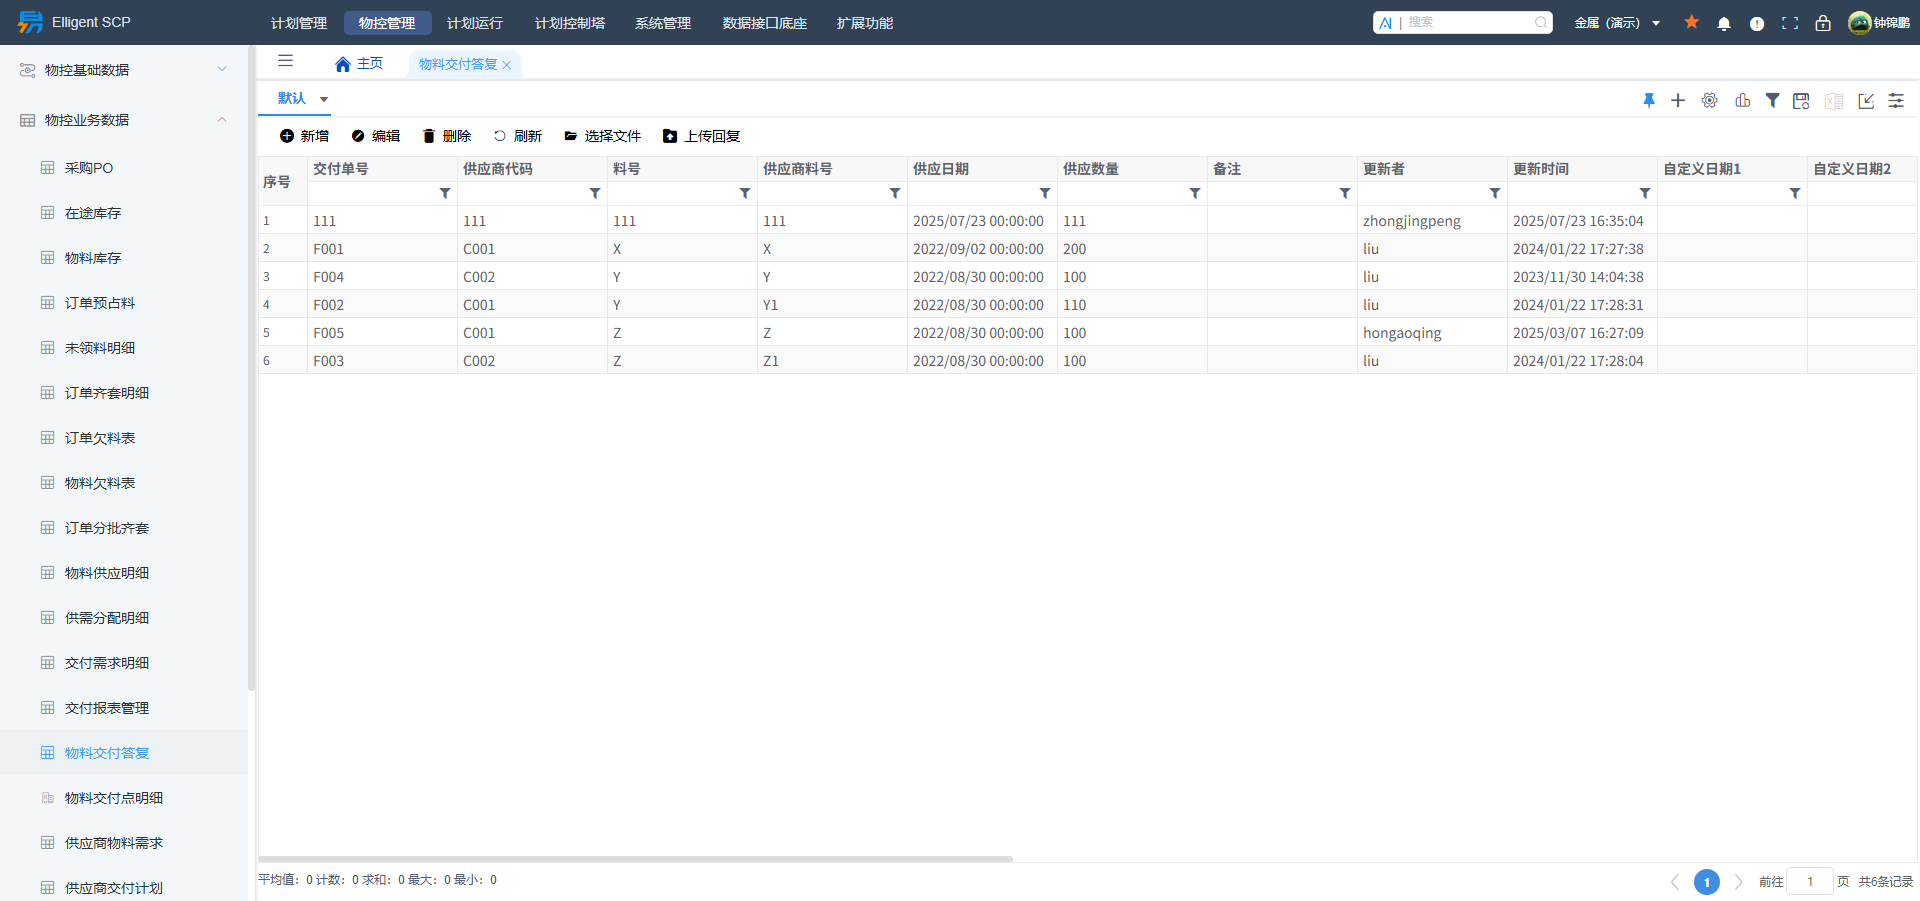 易 Elligent SCP 计划管理 物控管理 计划运行 计划控制塔 系统管理 数据接口底座 扩展功能 AI | 搜索 金属（演示） 钟锦鹏
物控基础数据
物控业务数据
采购PO
在途库存
物料库存
订单预占料
未领料明细
订单齐套明细
订单欠料表
物料欠料表
订单分批齐套
物料供应明细
供需分配明细
交付需求明细
交付报表管理
物料交付答复
物料交付点明细
供应商物料需求
供应商交付计划
主页 物料交付答复
默认
新增 编辑 删除 刷新 选择文件 上传回复
序号 交付单号 供应商代码 料号 供应商料号 供应日期 供应数量 备注 更新者 更新时间 自定义日期1 自定义日期2
1 111 111 111 111 2025/07/23 00:00:00 111 zhongjingpeng 2025/07/23 16:35:04
2 F001 C001 X X 2022/09/02 00:00:00 200 liu 2024/01/22 17:27:38
3 F004 C002 Y Y 2022/08/30 00:00:00 100 liu 2023/11/30 14:04:38
4 F002 C001 Y Y1 2022/08/30 00:00:00 110 liu 2024/01/22 17:28:31
5 F005 C001 Z Z 2022/08/30 00:00:00 100 hongaoqing 2025/03/07 16:27:09
6 F003 C002 Z Z1 2022/08/30 00:00:00 100 liu 2024/01/22 17:28:04
平均值：0 计数：0 求和：0 最大：0 最小：0
1 前往 1 页 共6条记录